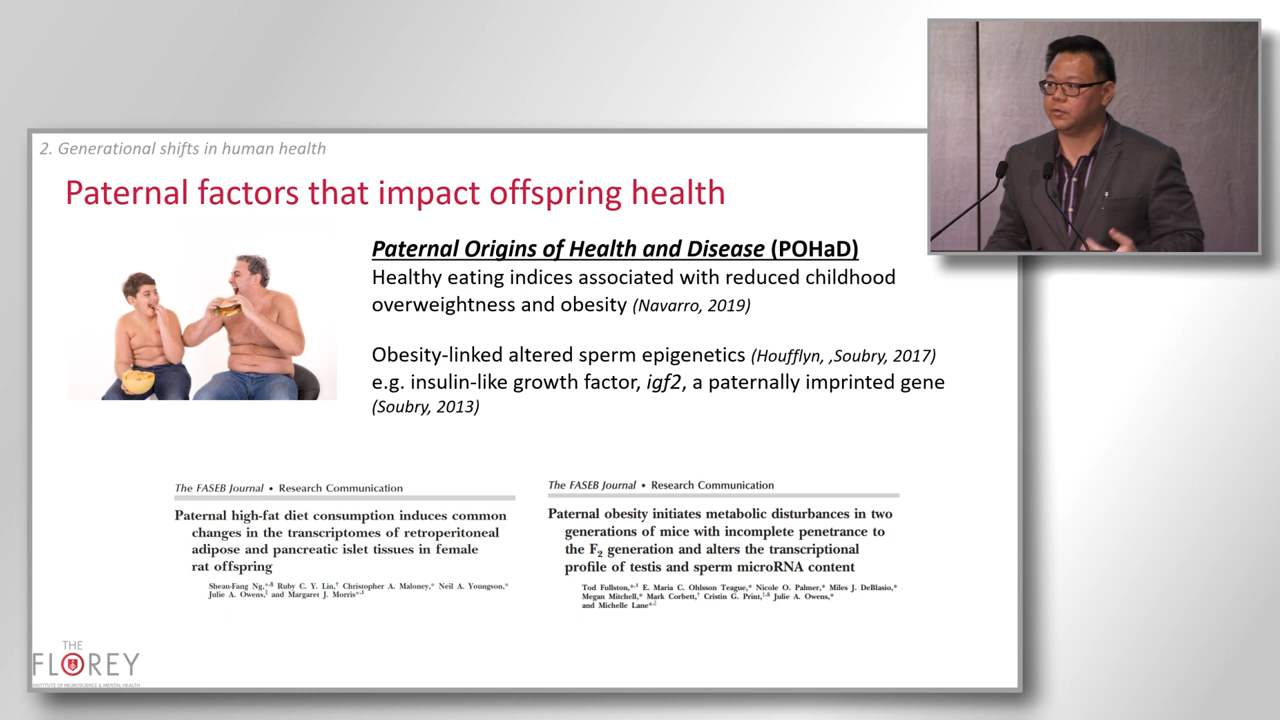 2. Generational shifts in human health
Paternal factors that impact offspring health
Paternal Origins of Health and Disease (POHaD)
Healthy eating indices associated with reduced childhood
overweightness and obesity (Navarro, 2019)
Obesity-linked altered sperm epigenetics (Houfflyn, ,Soubry, 2017)
e.g. insulin-like growth factor, igf2, a paternally imprinted gene
(Soubry, 2013)
The FASEB Journal • Research Communication
Paternal high-fat diet consumption induces common
changes in the transcriptomes of retroperitoneal
adipose and pancreatic islet tissues in female
rat offspring
Sheau-Fang Ng,*,§ Ruby C. Y. Lin,† Christopher A. Maloney,* Neil A. Youngson,*
Julie A. Owens,‡ and Margaret J. Morris*,1
The FASEB Journal • Research Communication
Paternal obesity initiates metabolic disturbances in two
generations of mice with incomplete penetrance to
the F2 generation and alters the transcriptional
profile of testis and sperm microRNA content
Tod Fullston,*,1 E. Maria C. Ohlsson Teague,* Nicole O. Palmer,* Miles J. DeBlasio,*
Megan Mitchell,* Mark Corbett,† Cristin G. Print,‡,§ Julie A. Owens,*
and Michelle Lane*,
THE
FLOREY
INSTITUTE OF NEUROSCIENCE & MENTAL HEALTH